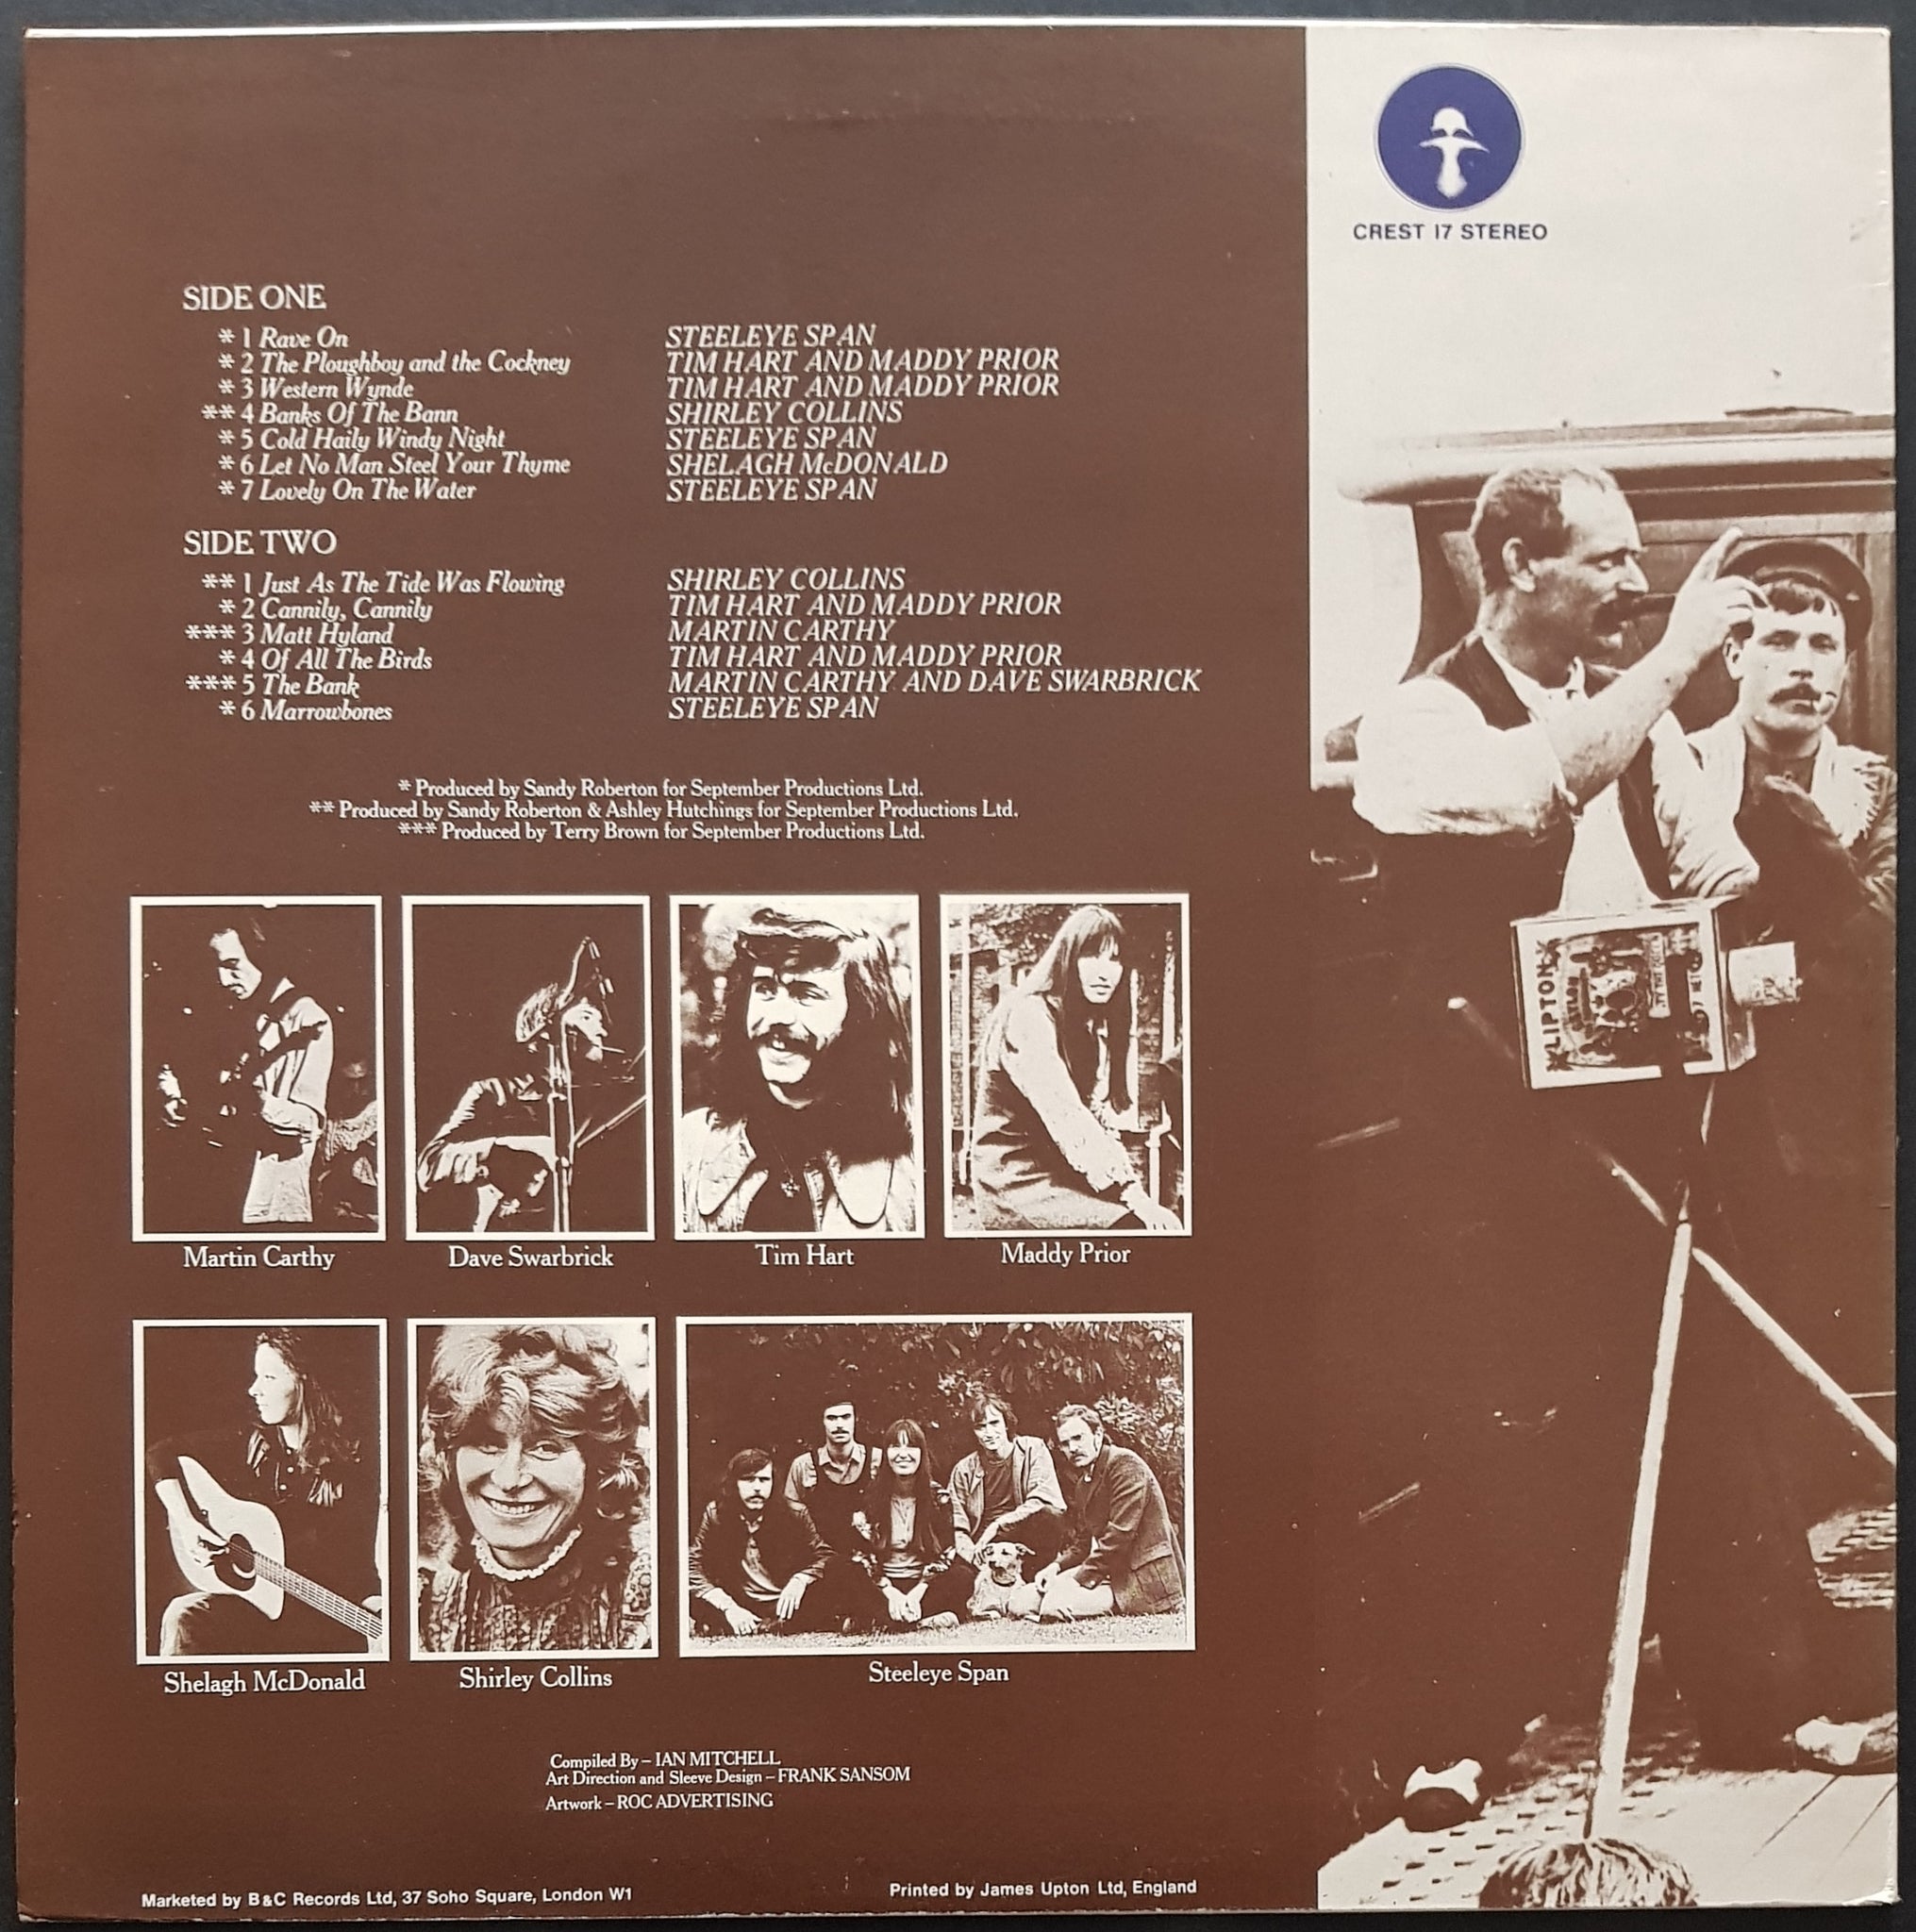 CREST 17 STEREO
SIDE ONE
* 1 Rave On STEELEYE SPAN
* 2 The Ploughboy and the Cockney TIM HART AND MADDY PRIOR
* 3 Western Wynde TIM HART AND MADDY PRIOR
** 4 Banks Of The Bann SHIRLEY COLLINS
* 5 Cold Haily Windy Night STEELEYE SPAN
* 6 Let No Man Steel Your Thyme SHELAGH McDONALD
* 7 Lovely On The Water STEELEYE SPAN
SIDE TWO
** 1 Just As The Tide Was Flowing SHIRLEY COLLINS
* 2 Cannily, Cannily TIM HART AND MADDY PRIOR
*** 3 Matt Hyland MARTIN CARTHY
* 4 Of All The Birds TIM HART AND MADDY PRIOR
*** 5 The Bank MARTIN CARTHY AND DAVE SWARBRICK
* 6 Marrowbones STEELEYE SPAN
* Produced by Sandy Roberton for September Productions Ltd.
** Produced by Sandy Roberton & Ashley Hutchings for September Productions Ltd.
*** Produced by Terry Brown for September Productions Ltd.
LIPTON
Martin Carthy
Dave Swarbrick
Tim Hart
Maddy Prior
Shelagh McDonald
Shirley Collins
Steeleye Span
Compiled By – IAN MITCHELL
Art Direction and Sleeve Design – FRANK SANSOM
Artwork – ROC ADVERTISING
Marketed by B&C Records Ltd, 37 Soho Square, London W1
Printed by James Upton Ltd, England